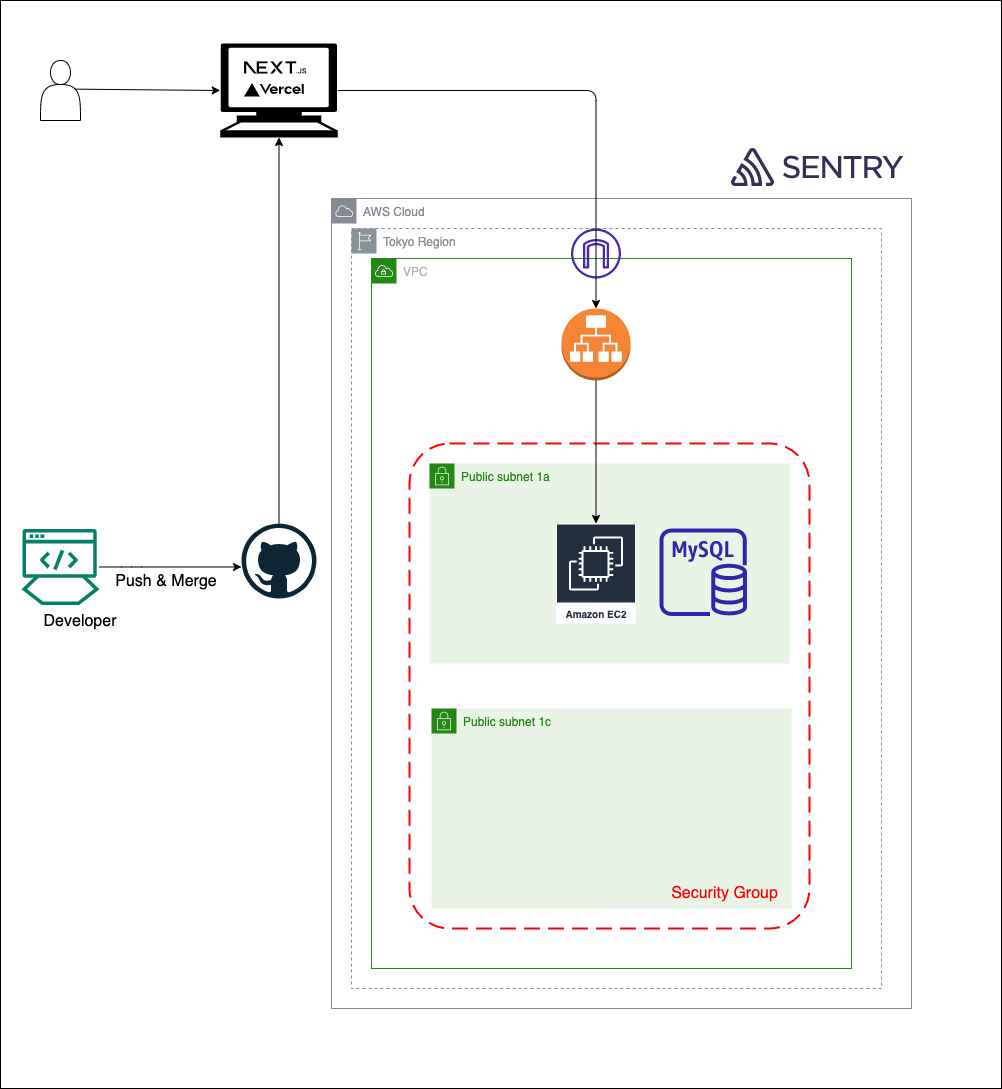 NEXT.JS
Vercel
SENTRY
AWS Cloud
Tokyo Region
VPC
Public subnet 1a
MySQL
Amazon EC2
Push & Merge
Developer
Public subnet 1c
Security Group